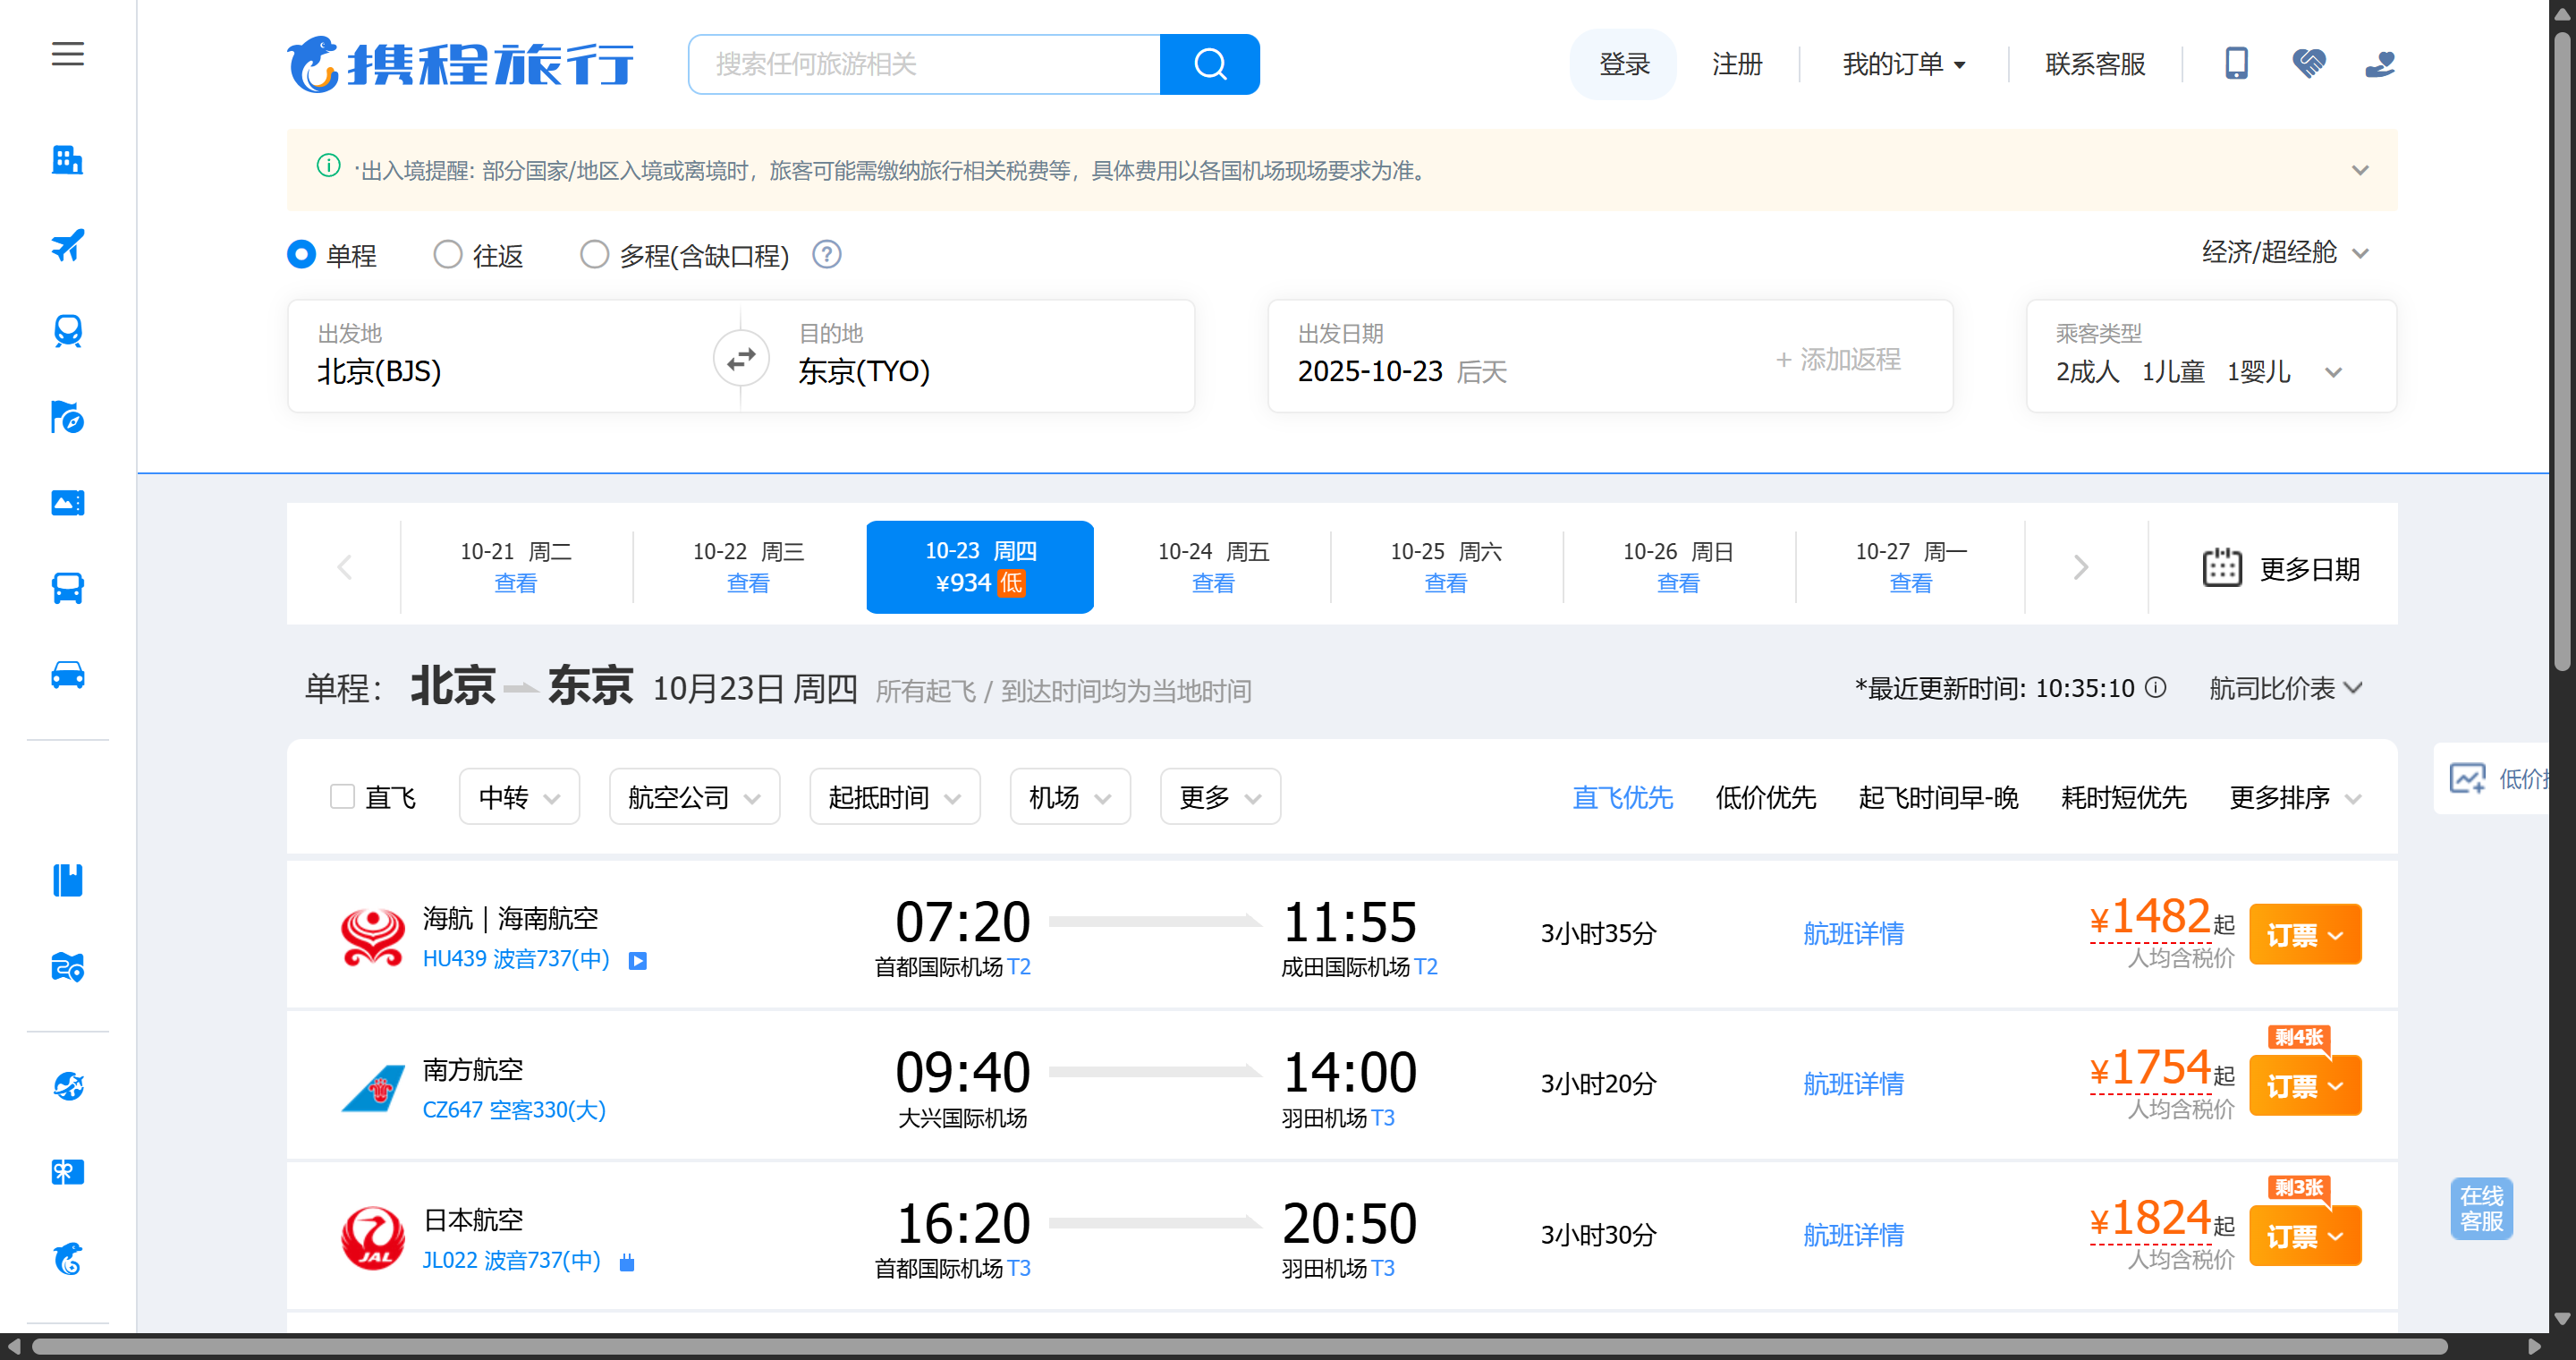 携程旅行
搜索任何旅游相关
登录 注册 我的订单 联系客服
·出入境提醒: 部分国家/地区入境或离境时，旅客可能需缴纳旅行相关税费等，具体费用以各国机场现场要求为准。
单程 往返 多程(含缺口程) ?
经济/超经舱
出发地 目的地 出发日期 乘客类型
北京(BJS) 东京(TYO) 2025-10-23 后天 + 添加返程 2成人 1儿童 1婴儿
10-21 周二 10-22 周三 10-23 周四 10-24 周五 10-25 周六 10-26 周日 10-27 周一
查看 查看 ¥934 低 查看 查看 查看 查看
更多日期
单程： 北京 东京 10月23日 周四 所有起飞 / 到达时间均为当地时间 *最近更新时间: 10:35:10 航司比价表
低价
直飞 中转 航空公司 起抵时间 机场 更多 直飞优先 低价优先 起飞时间早-晚 耗时短优先 更多排序
海航｜海南航空 07:20 11:55 3小时35分 航班详情 ¥1482起 订票
HU439 波音737(中) 首都国际机场 T2 成田国际机场 T2 人均含税价
剩4张
南方航空 09:40 14:00 3小时20分 航班详情 ¥1754起 订票
CZ647 空客330(大) 大兴国际机场 羽田机场 T3 人均含税价
剩3张
日本航空 16:20 20:50 3小时30分 航班详情 ¥1824起 订票
JAL
JL022 波音737(中) 首都国际机场 T3 羽田机场 T3 人均含税价
在线
客服